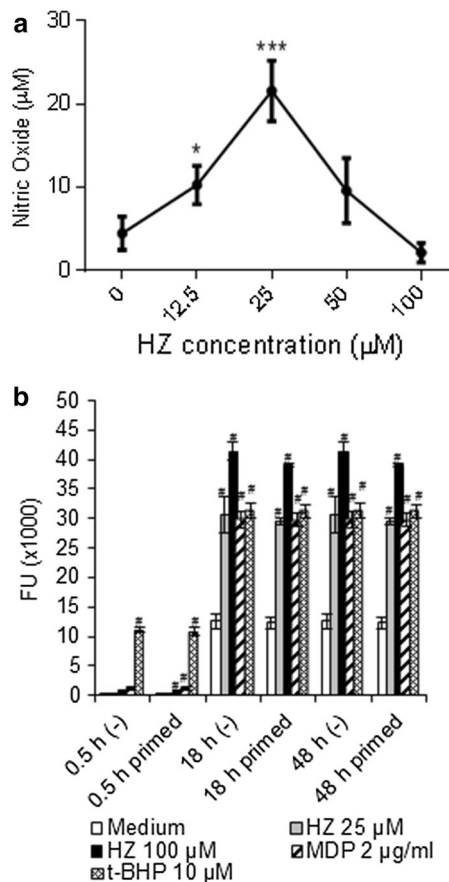 a
Nitric Oxide (µM)
30
20
10
0
*
***
0
12.5
25
50
100
HZ concentration (µM)
b
FU (x1000)
50
45
40
35
30
25
20
15
10
5
0
#
#
# #
# # # #
# # # #
# # # #
# # # #
0.5 h (-)
0.5 h primed
18 h (-)
18 h primed
48 h (-)
48 h primed
Medium
HZ 25 µM
HZ 100 µM
MDP 2 µg/ml
t-BHP 10 µM